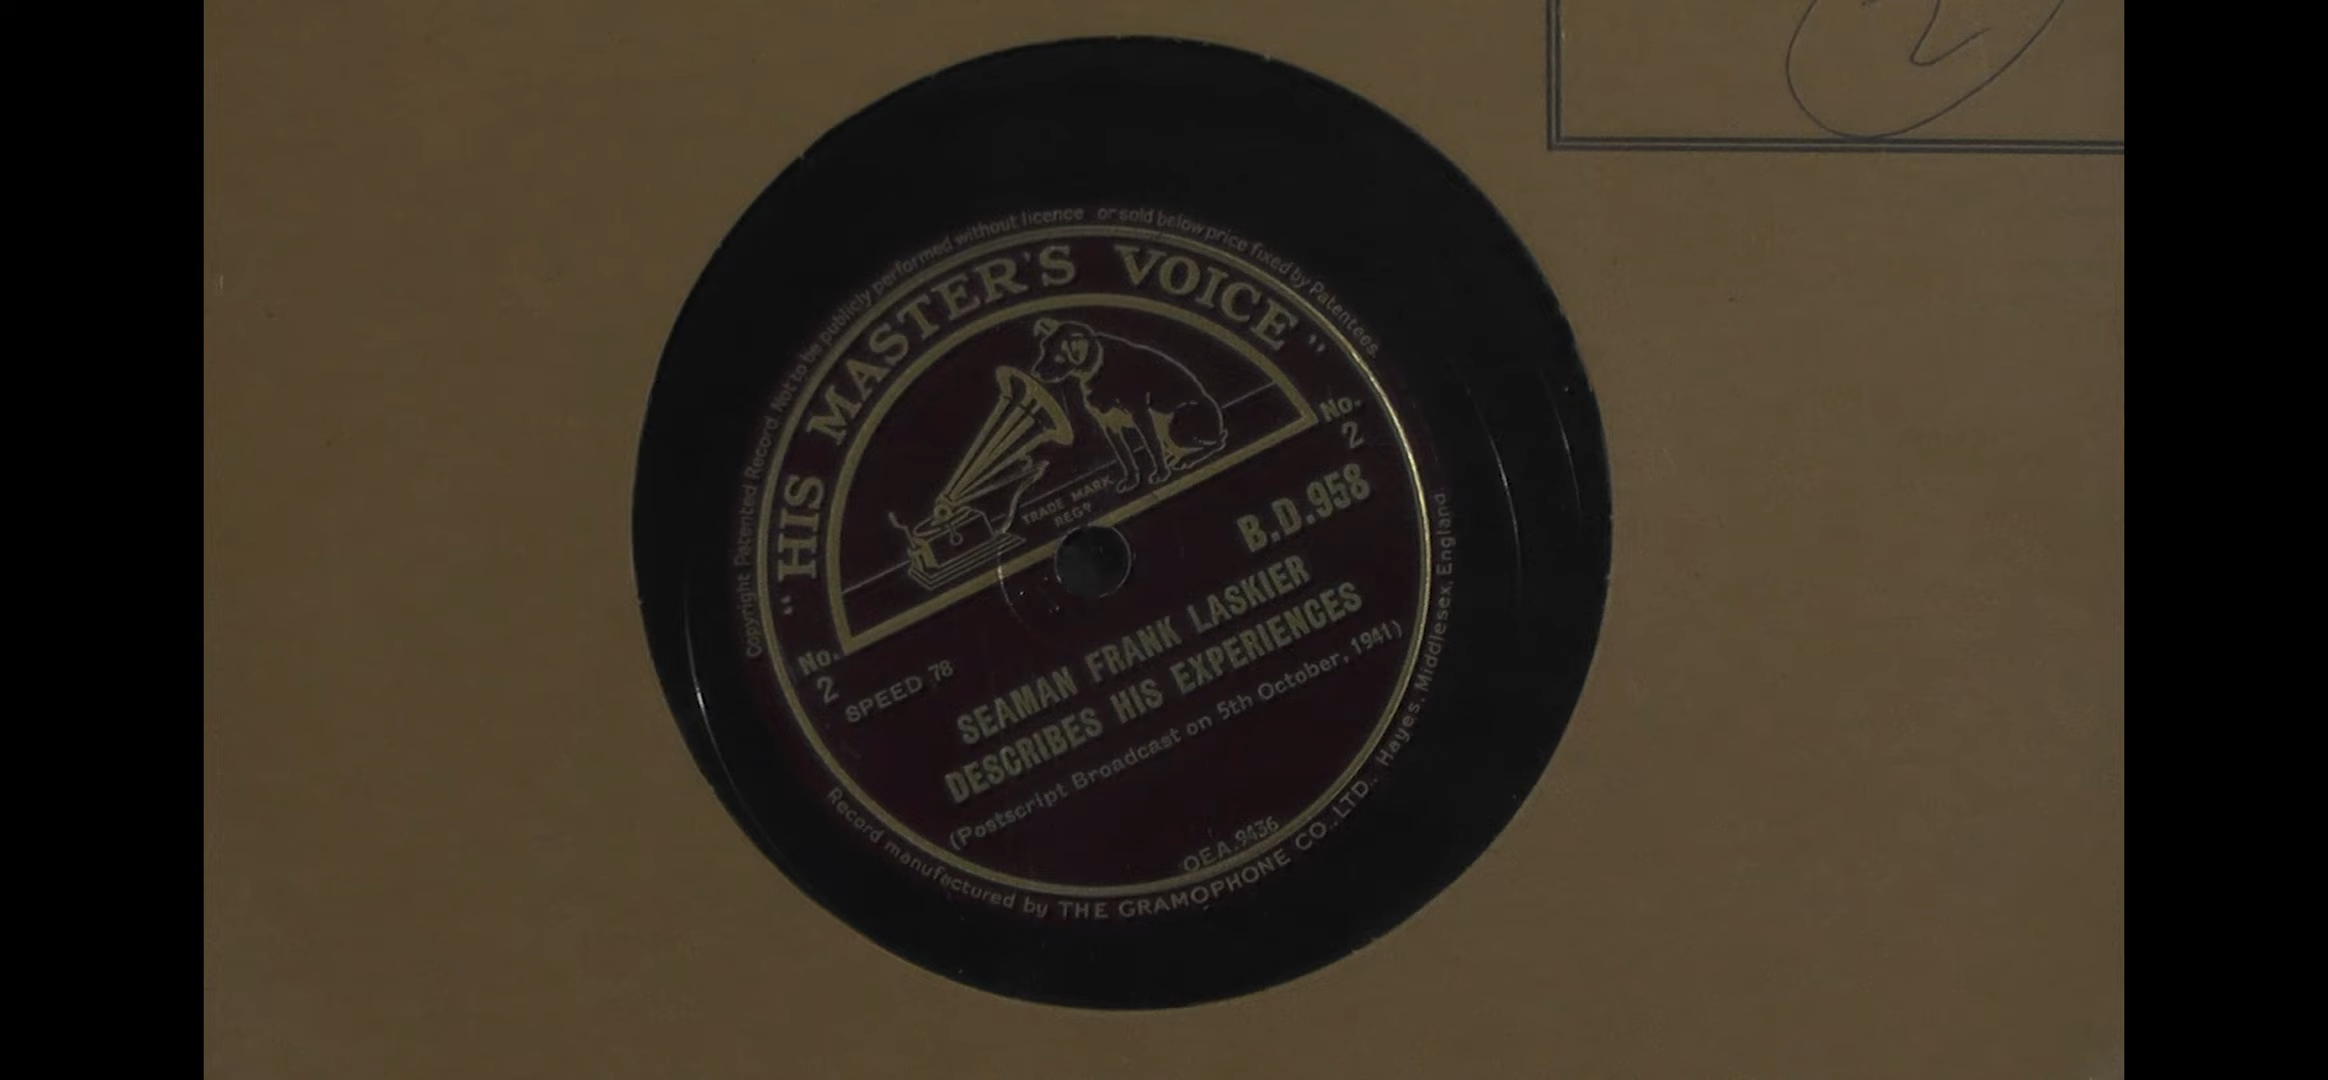 Copyright Patented Record. Not to be publicly performed without licence or sold below price fixed by Patentees.
"HIS MASTER'S VOICE"
TRADE MARK
REGD
No.
2
No.
2
B.D.958
SPEED 78
SEAMAN FRANK LASKIER
DESCRIBES HIS EXPERIENCES
(Postscript Broadcast on 5th October, 1941)
OEA.9436
Record manufactured by THE GRAMOPHONE CO., LTD., Hayes, Middlesex, England.
2